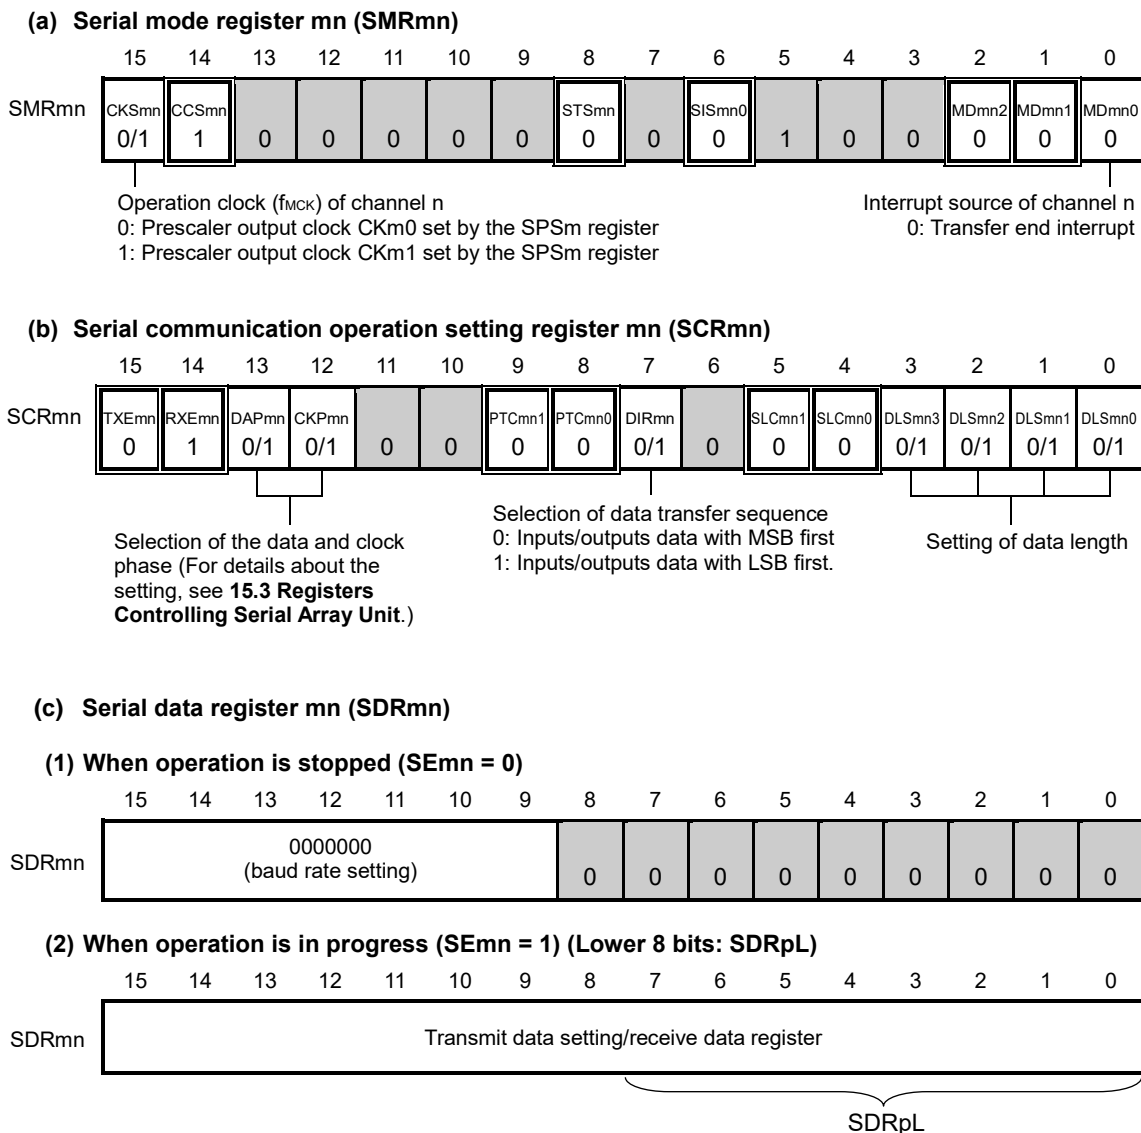 (a) Serial mode register mn (SMRmn)
15 14 13 12 11 10 9 8 7 6 5 4 3 2 1 0
SMRmn
CKSmn CCSmn STSmn SISmn0 MDmn2 MDmn1 MDmn0
0/1 1 0 0 0 0 0 0 0 0 1 0 0 0 0 0
Operation clock (fMCK) of channel n
0: Prescaler output clock CKm0 set by the SPSm register
1: Prescaler output clock CKm1 set by the SPSm register
Interrupt source of channel n
0: Transfer end interrupt
(b) Serial communication operation setting register mn (SCRmn)
15 14 13 12 11 10 9 8 7 6 5 4 3 2 1 0
SCRmn
TXEmn RXEmn DAPmn CKPmn PTCmn1 PTCmn0 DIRmn SLCmn1 SLCmn0 DLSmn3 DLSmn2 DLSmn1 DLSmn0
0 1 0/1 0/1 0 0 0 0 0/1 0 0 0 0/1 0/1 0/1 0/1
Selection of the data and clock
phase (For details about the
setting, see 15.3 Registers
Controlling Serial Array Unit.)
Selection of data transfer sequence
0: Inputs/outputs data with MSB first
1: Inputs/outputs data with LSB first.
Setting of data length
(c) Serial data register mn (SDRmn)
(1) When operation is stopped (SEmn = 0)
15 14 13 12 11 10 9 8 7 6 5 4 3 2 1 0
SDRmn
0000000
(baud rate setting)
0 0 0 0 0 0 0 0 0
(2) When operation is in progress (SEmn = 1) (Lower 8 bits: SDRpL)
15 14 13 12 11 10 9 8 7 6 5 4 3 2 1 0
SDRmn
Transmit data setting/receive data register
SDRpL